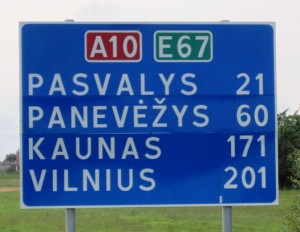 A10 E67
PASVALYS 21
PANEVĖŽYS 60
KAUNAS 171
VILNIUS 201